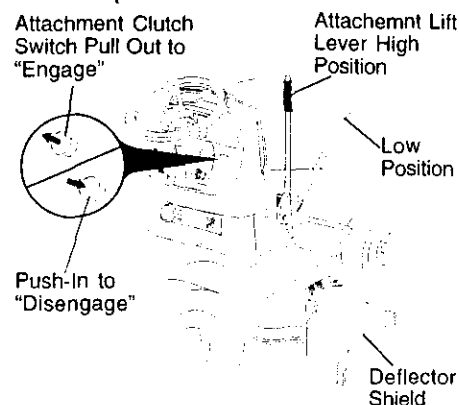 Attachment Clutch
Switch Pull Out to
“Engage”
Attachemnt Lift
Lever High
Position
Low
Position
Push-In to
“Disengage”
Deflector
Shield